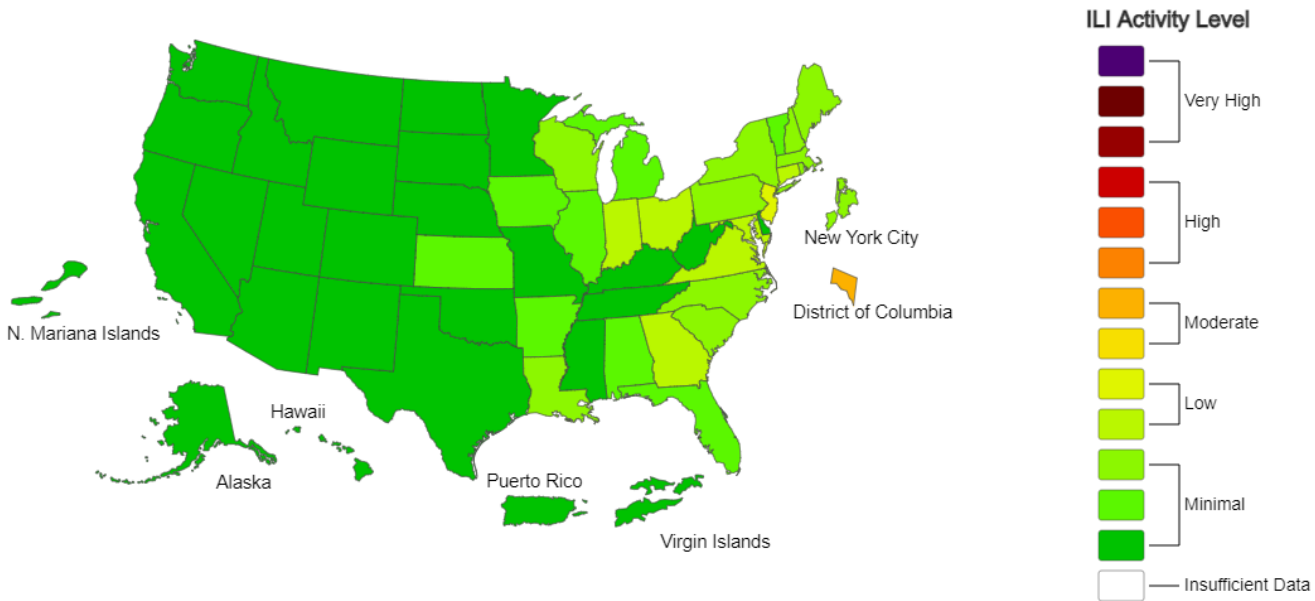 ILI Activity Level
Very High
High
Moderate
Low
Minimal
Insufficient Data
New York City
District of Columbia
N. Mariana Islands
Hawaii
Alaska
Puerto Rico
Virgin Islands